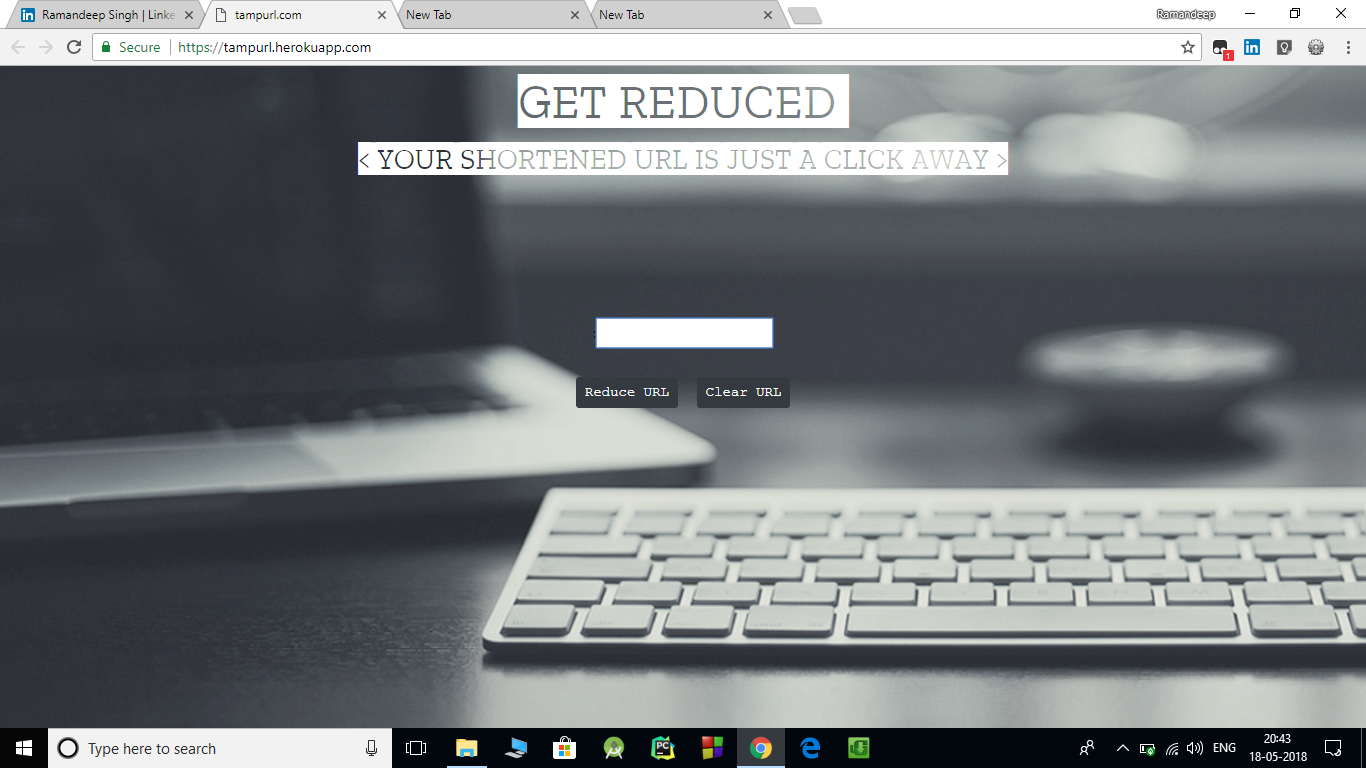 Ramandeep Singh | Linke
tampurl.com
New Tab
New Tab
Ramandeep
Secure
https://tampurl.herokuapp.com
1
GET REDUCED
< YOUR SHORTENED URL IS JUST A CLICK AWAY >
Reduce URL
Clear URL
Type here to search
PC
ENG
20:43
18-05-2018